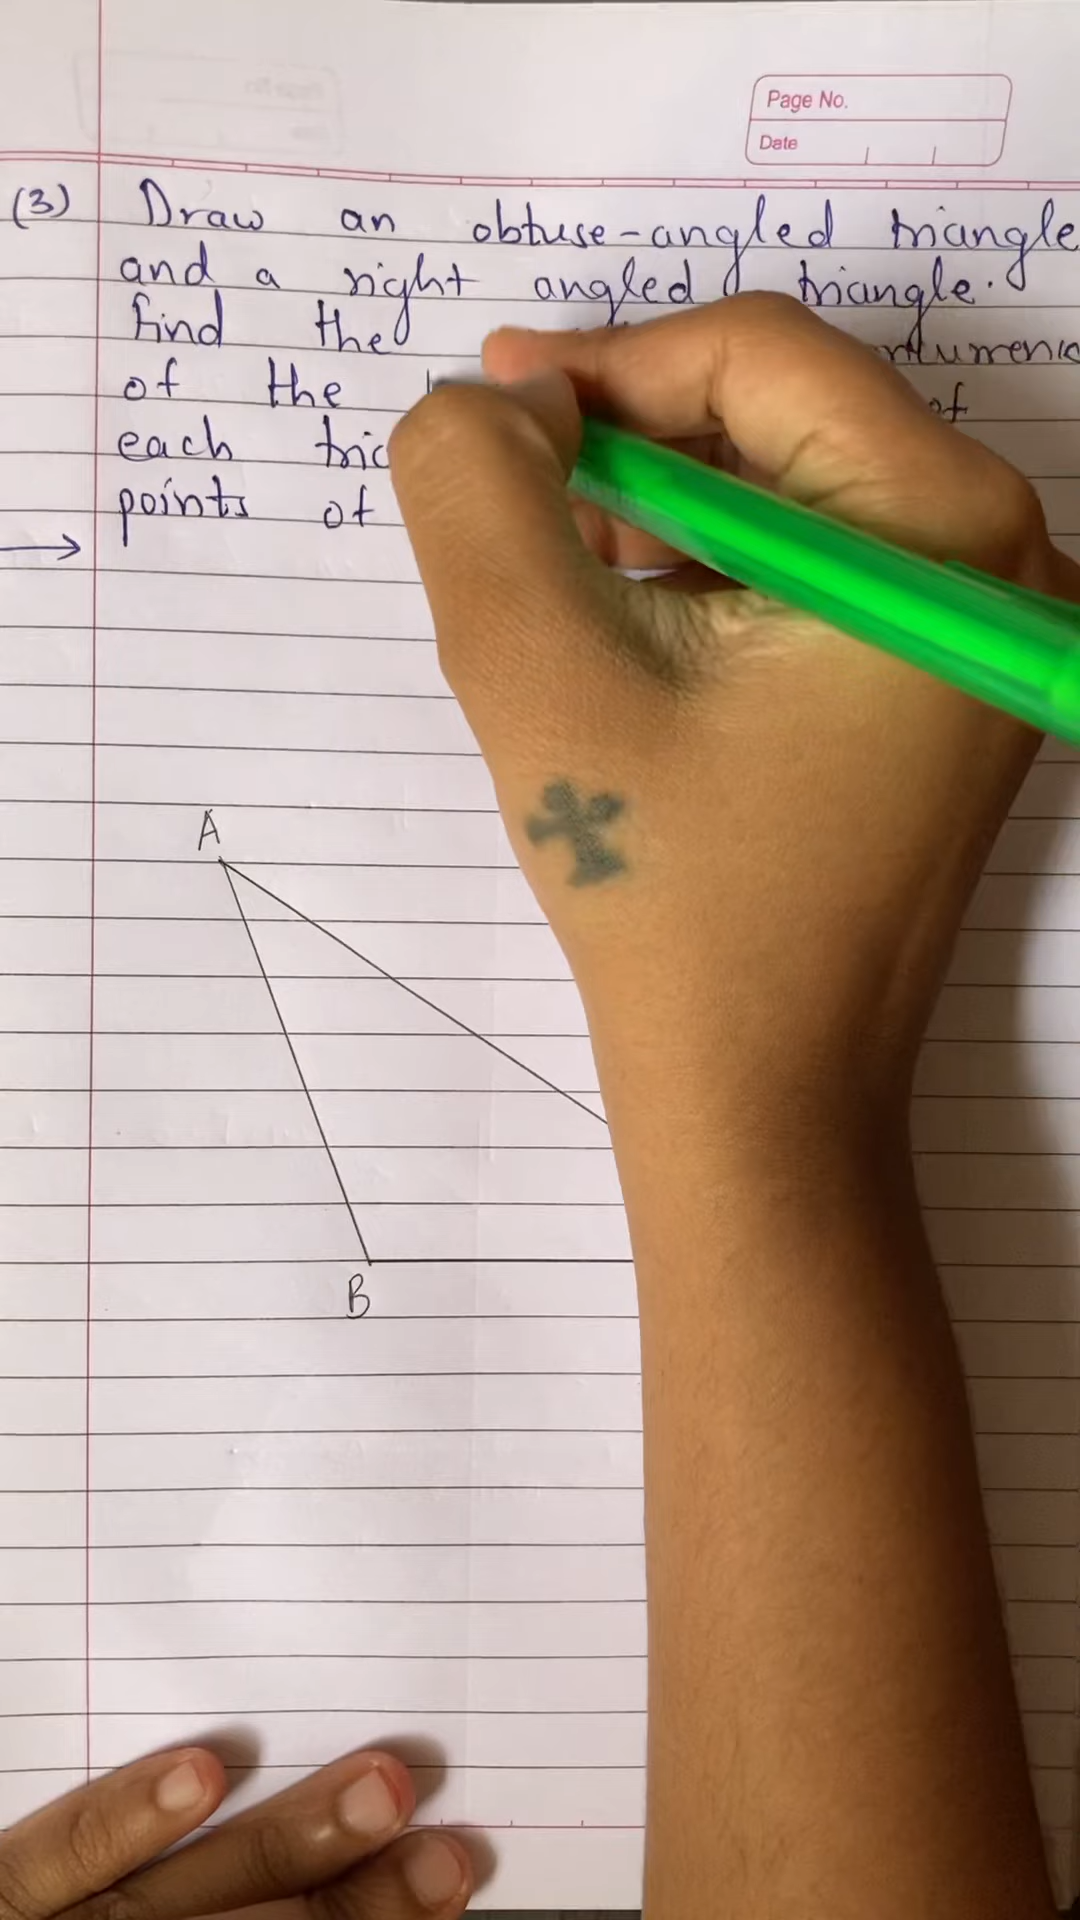 Page No.
Date
(3) Draw an obtuse-angled triangle
and a right angled triangle.
find the
of the of
each
points of
A
B